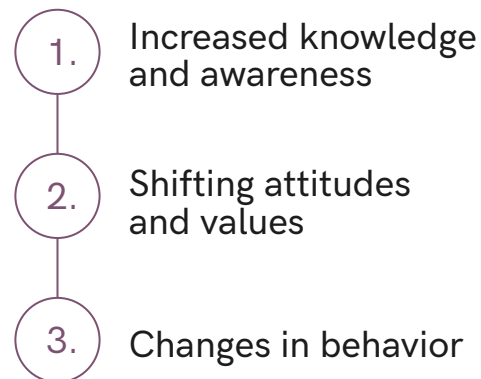 1.
Increased knowledge
and awareness
2.
Shifting attitudes
and values
3.
Changes in behavior